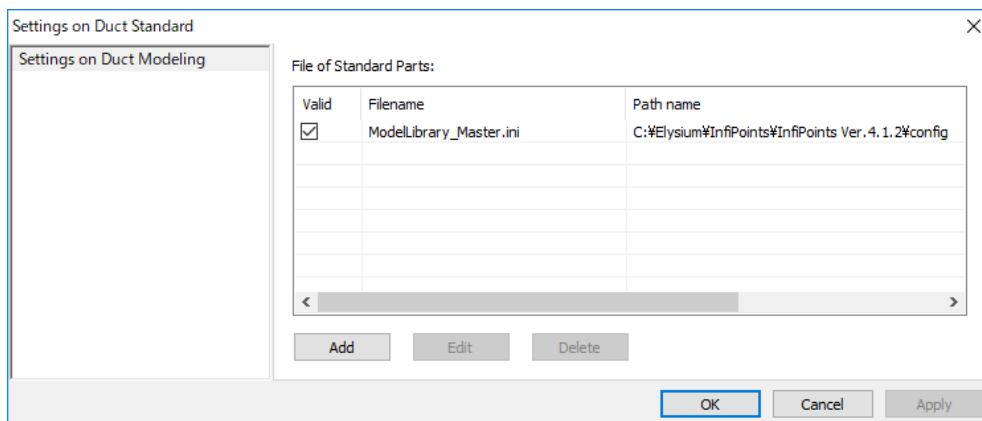 Settings on Duct Standard
Settings on Duct Modeling
File of Standard Parts:
Valid Filename Path name
ModelLibrary_Master.ini C:¥Elysium¥InfiPoints¥InfiPoints Ver.4.1.2¥config
Add Edit Delete
OK Cancel Apply